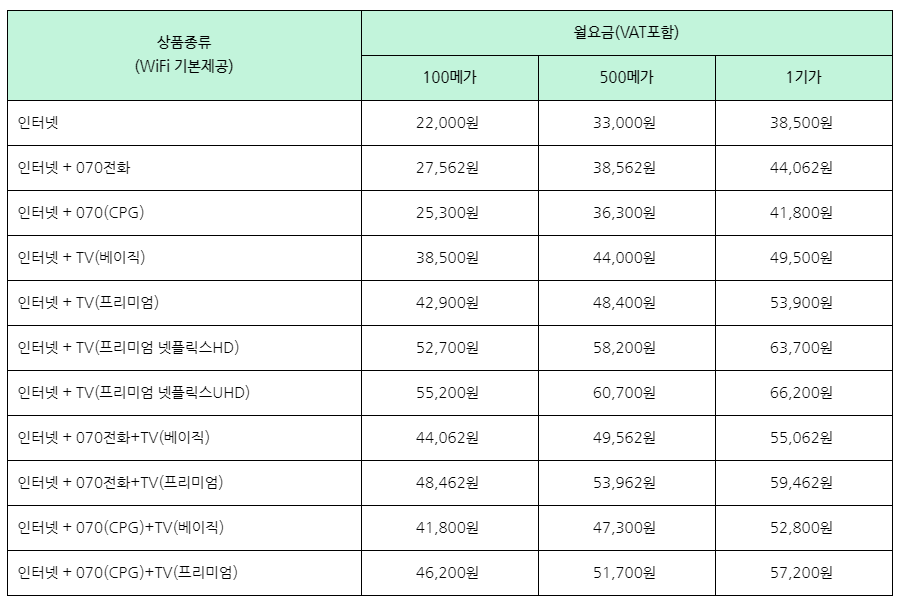 상품종류
(WiFi 기본제공)
월요금(VAT포함)
100메가 500메가 1기가
인터넷 22,000원 33,000원 38,500원
인터넷 + 070전화 27,562원 38,562원 44,062원
인터넷 + 070(CPG) 25,300원 36,300원 41,800원
인터넷 + TV(베이직) 38,500원 44,000원 49,500원
인터넷 + TV(프리미엄) 42,900원 48,400원 53,900원
인터넷 + TV(프리미엄 넷플릭스HD) 52,700원 58,200원 63,700원
인터넷 + TV(프리미엄 넷플릭스UHD) 55,200원 60,700원 66,200원
인터넷 + 070전화+TV(베이직) 44,062원 49,562원 55,062원
인터넷 + 070전화+TV(프리미엄) 48,462원 53,962원 59,462원
인터넷 + 070(CPG)+TV(베이직) 41,800원 47,300원 52,800원
인터넷 + 070(CPG)+TV(프리미엄) 46,200원 51,700원 57,200원